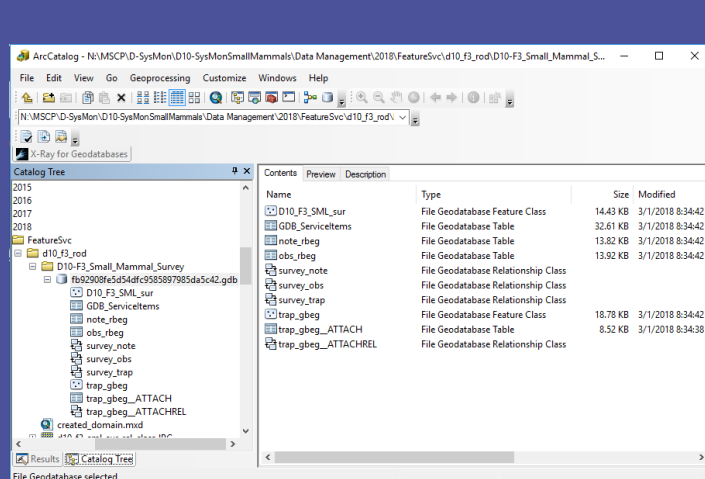 ArcCatalog - N:\MSCP\D-SysMon\D10-SysMonSmallMammals\Data Management\2018\FeatureSvc\d10_f3_rod\D10-F3_Small_Mammal_S...
File Edit View Go Geoprocessing Customize Windows Help
N:\MSCP\D-SysMon\D10-SysMonSmallMammals\Data Management\2018\FeatureSvc\d10_f3_rod\
X-Ray for Geodatabases
Catalog Tree
2015
2016
2017
2018
FeatureSvc
d10_f3_rod
D10-F3_Small_Mammal_Survey
fb92908fe5d54dfc9585897985da5c42.gdb
D10_F3_SML_sur
GDB_ServiceItems
note_rbeg
obs_rbeg
survey_note
survey_obs
survey_trap
trap_gbeg
trap_gbeg__ATTACH
trap_gbeg__ATTACHREL
created_domain.mxd
Results Catalog Tree
Contents Preview Description
Name Type Size Modified
D10_F3_SML_sur File Geodatabase Feature Class 14.43 KB 3/1/2018 8:34:42
GDB_ServiceItems File Geodatabase Table 32.61 KB 3/1/2018 8:34:42
note_rbeg File Geodatabase Table 13.82 KB 3/1/2018 8:34:42
obs_rbeg File Geodatabase Table 13.92 KB 3/1/2018 8:34:42
survey_note File Geodatabase Relationship Class
survey_obs File Geodatabase Relationship Class
survey_trap File Geodatabase Relationship Class
trap_gbeg File Geodatabase Feature Class 18.78 KB 3/1/2018 8:34:42
trap_gbeg__ATTACH File Geodatabase Table 8.52 KB 3/1/2018 8:34:38
trap_gbeg__ATTACHREL File Geodatabase Relationship Class
File Geodatabase selected